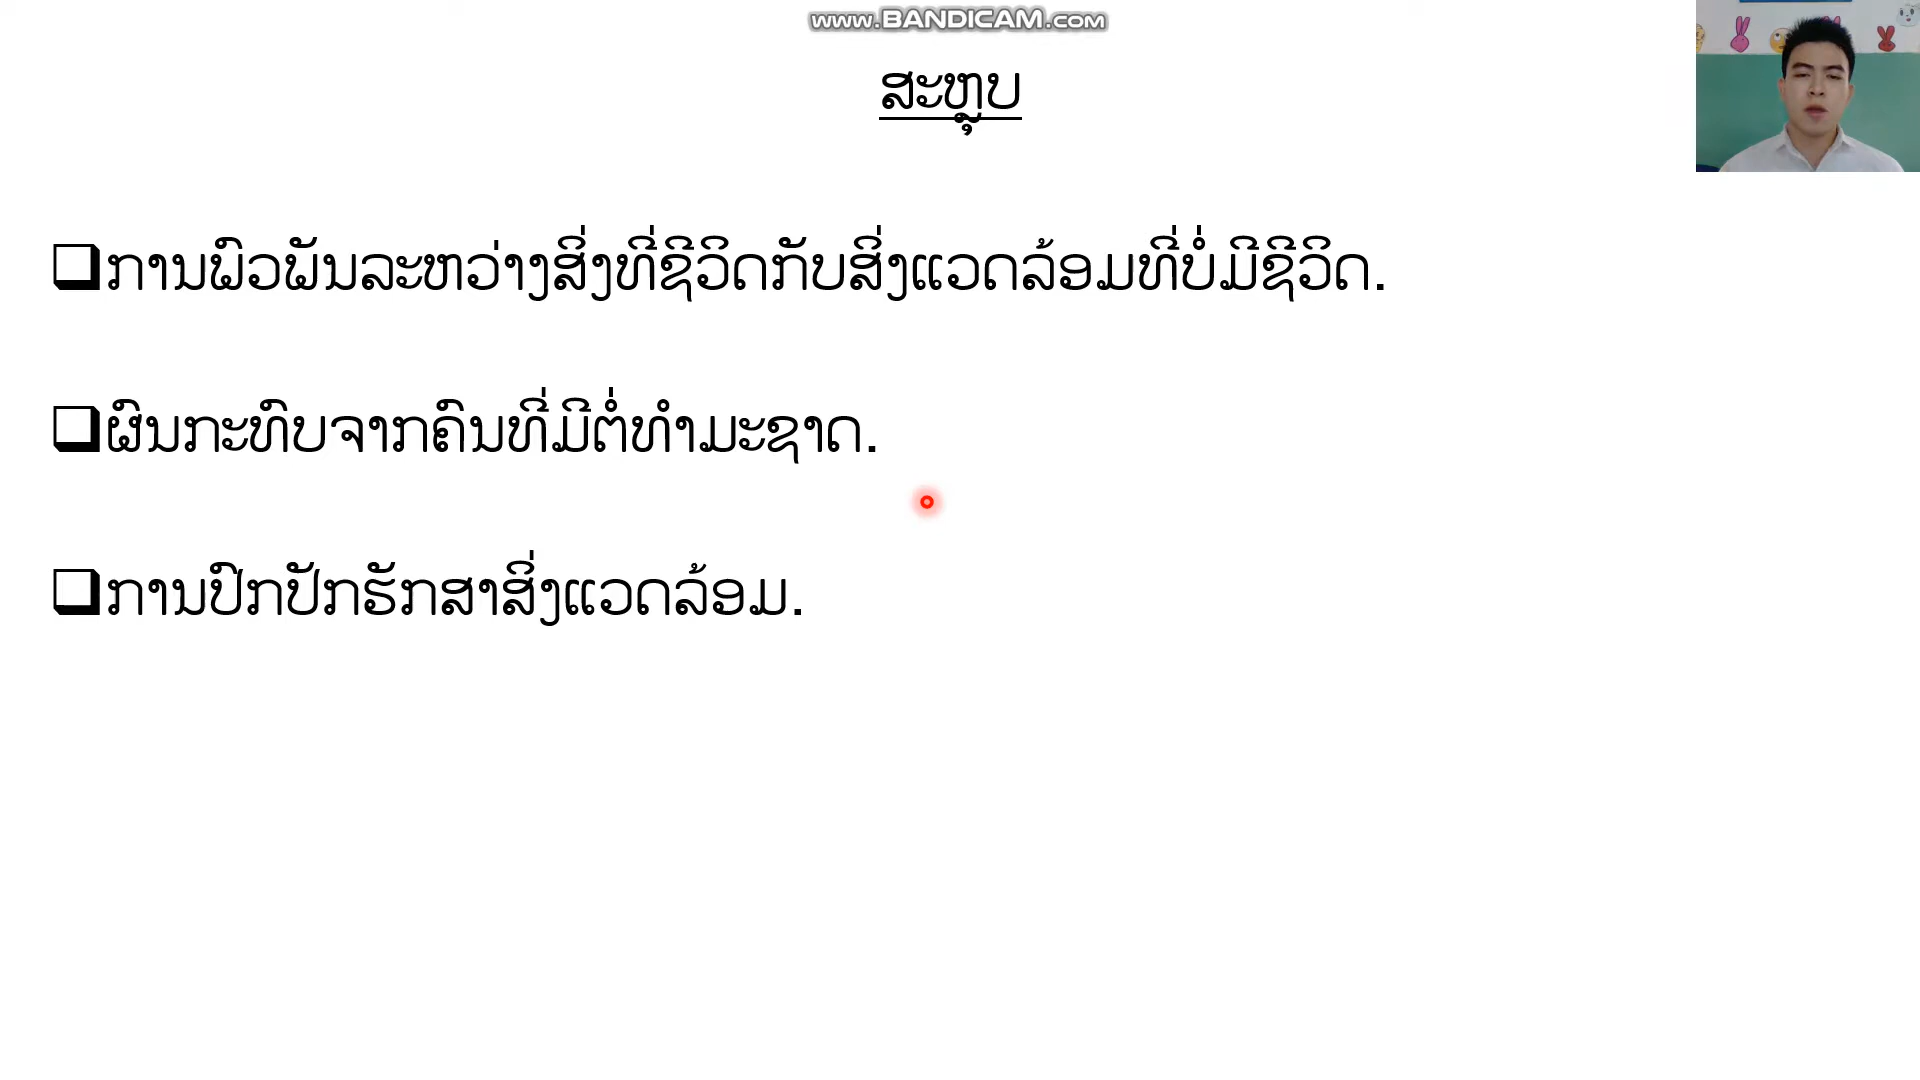 www.BANDICAM.com
ສະຫຼຸບ
ການພົວພັນລະຫວ່າງສິ່ງທີ່ຊີວິດກັບສິ່ງແວດລ້ອມທີ່ບໍ່ມີຊີວິດ.
ຜົນກະທົບຈາກຄົນທີ່ມີຕໍ່ທຳມະຊາດ.
ການປົກປັກຮັກສາສິ່ງແວດລ້ອມ.